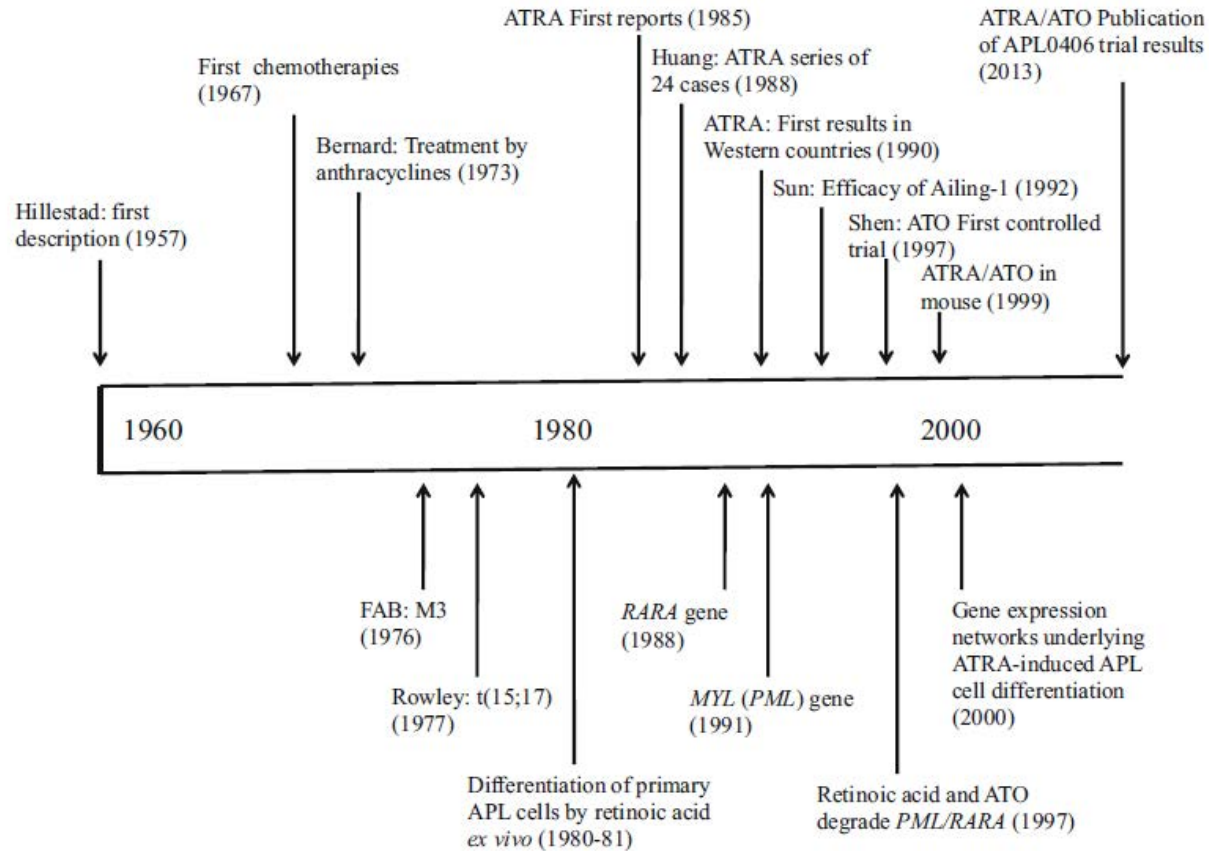 ATRA First reports (1985)
ATRA/ATO Publication
of APL0406 trial results
(2013)
Huang: ATRA series of
24 cases (1988)
First chemotherapies
(1967)
ATRA: First results in
Western countries (1990)
Bernard: Treatment by
anthracyclines (1973)
Sun: Efficacy of Ailing-1 (1992)
Hillestad: first
description (1957)
Shen: ATO First controlled
trial (1997)
ATRA/ATO in
mouse (1999)
1960
1980
2000
FAB: M3
(1976)
RARA gene
(1988)
Gene expression
networks underlying
ATRA-induced APL
cell differentiation
(2000)
Rowley: t(15;17)
(1977)
MYL (PML) gene
(1991)
Differentiation of primary
APL cells by retinoic acid
ex vivo (1980-81)
Retinoic acid and ATO
degrade PML/RARA (1997)